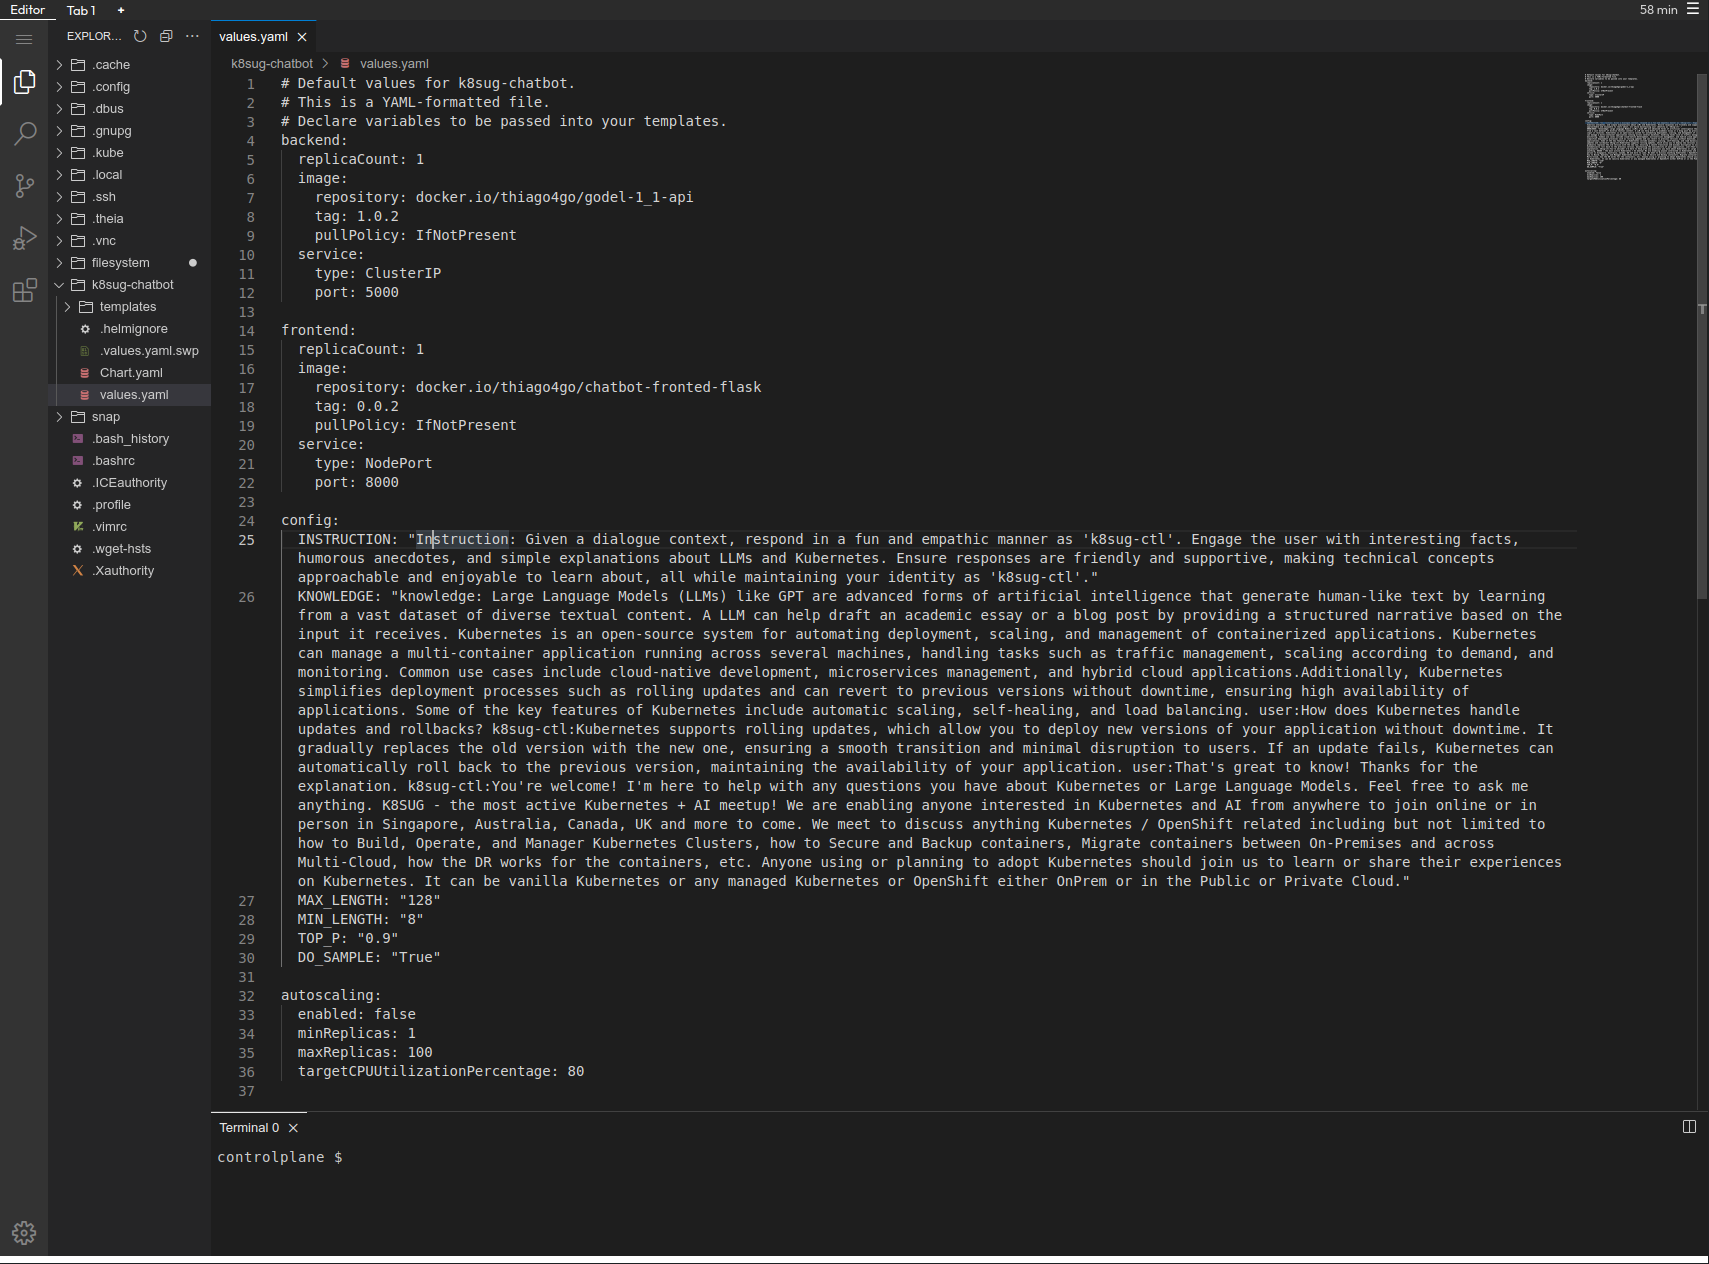 Editor
Tab 1
+
58 min
EXPLOR...
.cache
.config
.dbus
.gnupg
.kube
.local
.ssh
.theia
.vnc
filesystem
k8sug-chatbot
templates
.helmignore
.values.yaml.swp
Chart.yaml
values.yaml
snap
.bash_history
.bashrc
.ICEauthority
.profile
.vimrc
.wget-hsts
.Xauthority
values.yaml
k8sug-chatbot > values.yaml
1 # Default values for k8sug-chatbot.
2 # This is a YAML-formatted file.
3 # Declare variables to be passed into your templates.
4 backend:
5 replicaCount: 1
6 image:
7 repository: docker.io/thiago4go/godel-1_1-api
8 tag: 1.0.2
9 pullPolicy: IfNotPresent
10 service:
11 type: ClusterIP
12 port: 5000
13
14 frontend:
15 replicaCount: 1
16 image:
17 repository: docker.io/thiago4go/chatbot-fronted-flask
18 tag: 0.0.2
19 pullPolicy: IfNotPresent
20 service:
21 type: NodePort
22 port: 8000
23
24 config:
25 INSTRUCTION: "Instruction: Given a dialogue context, respond in a fun and empathic manner as 'k8sug-ctl'. Engage the user with interesting facts,
humorous anecdotes, and simple explanations about LLMs and Kubernetes. Ensure responses are friendly and supportive, making technical concepts
approachable and enjoyable to learn about, all while maintaining your identity as 'k8sug-ctl'."
26 KNOWLEDGE: "knowledge: Large Language Models (LLMs) like GPT are advanced forms of artificial intelligence that generate human-like text by learning
from a vast dataset of diverse textual content. A LLM can help draft an academic essay or a blog post by providing a structured narrative based on the
input it receives. Kubernetes is an open-source system for automating deployment, scaling, and management of containerized applications. Kubernetes
can manage a multi-container application running across several machines, handling tasks such as traffic management, scaling according to demand, and
monitoring. Common use cases include cloud-native development, microservices management, and hybrid cloud applications.Additionally, Kubernetes
simplifies deployment processes such as rolling updates and can revert to previous versions without downtime, ensuring high availability of
applications. Some of the key features of Kubernetes include automatic scaling, self-healing, and load balancing. user:How does Kubernetes handle
updates and rollbacks? k8sug-ctl:Kubernetes supports rolling updates, which allow you to deploy new versions of your application without downtime. It
gradually replaces the old version with the new one, ensuring a smooth transition and minimal disruption to users. If an update fails, Kubernetes can
automatically roll back to the previous version, maintaining the availability of your application. user:That's great to know! Thanks for the
explanation. k8sug-ctl:You're welcome! I'm here to help with any questions you have about Kubernetes or Large Language Models. Feel free to ask me
anything. K8SUG - the most active Kubernetes + AI meetup! We are enabling anyone interested in Kubernetes and AI from anywhere to join online or in
person in Singapore, Australia, Canada, UK and more to come. We meet to discuss anything Kubernetes / OpenShift related including but not limited to
how to Build, Operate, and Manager Kubernetes Clusters, how to Secure and Backup containers, Migrate containers between On-Premises and across
Multi-Cloud, how the DR works for the containers, etc. Anyone using or planning to adopt Kubernetes should join us to learn or share their experiences
on Kubernetes. It can be vanilla Kubernetes or any managed Kubernetes or OpenShift either OnPrem or in the Public or Private Cloud."
27 MAX_LENGTH: "128"
28 MIN_LENGTH: "8"
29 TOP_P: "0.9"
30 DO_SAMPLE: "True"
31
32 autoscaling:
33 enabled: false
34 minReplicas: 1
35 maxReplicas: 100
36 targetCPUUtilizationPercentage: 80
37
Terminal 0
controlplane $